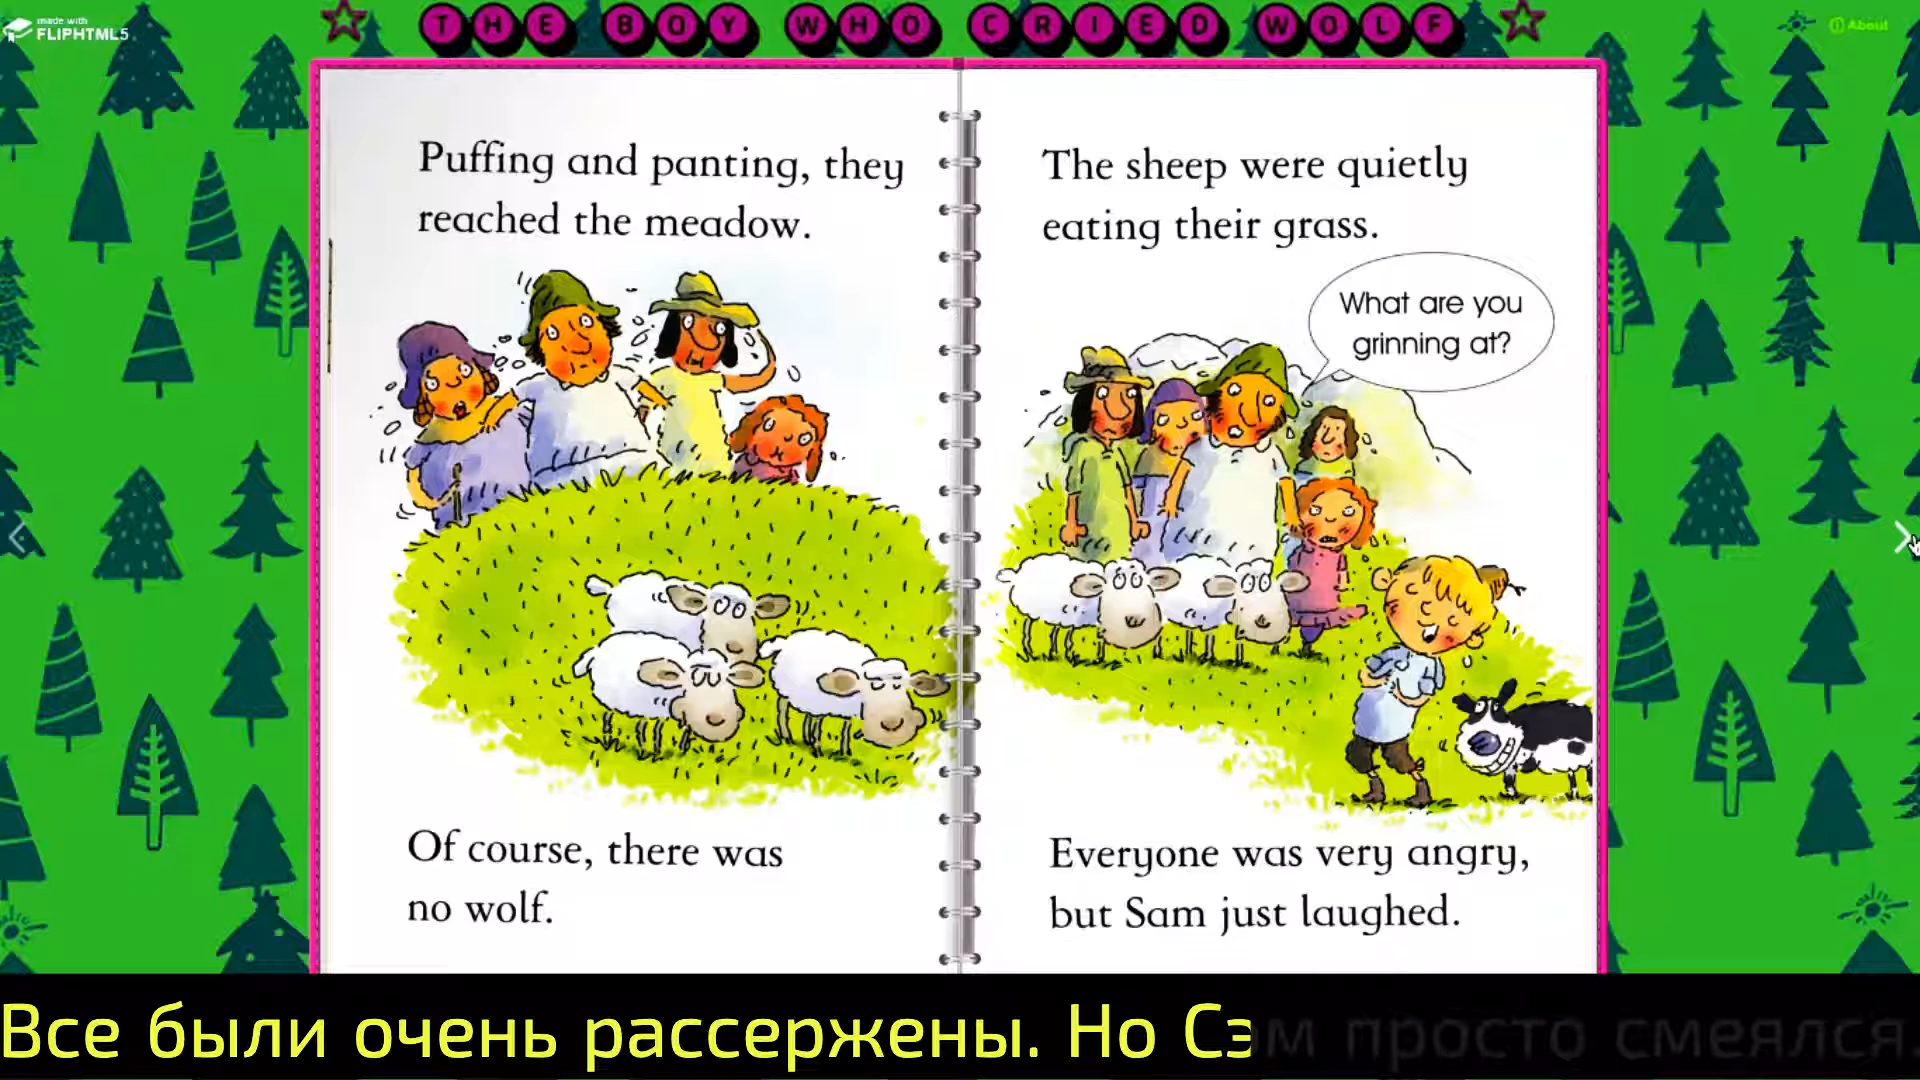 made with
FLIPHTML5
THE BOY WHO CRIED WOLF
About
Puffing and panting, they
reached the meadow.
Of course, there was
no wolf.
The sheep were quietly
eating their grass.
What are you
grinning at?
Everyone was very angry,
but Sam just laughed.
Все были очень рассержены. Но Сэм просто смеялся.